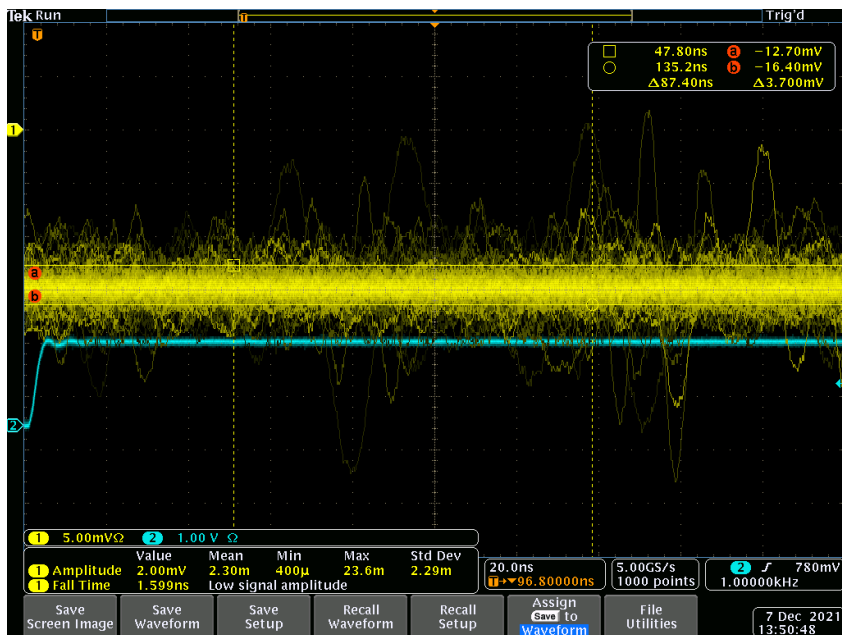 Tek Run Trig'd
T
T
47.80ns a −12.70mV
135.2ns b −16.40mV
Δ87.40ns Δ3.700mV
1
a
b
2
1 5.00mVΩ 2 1.00 V Ω
Value Mean Min Max Std Dev
1 Amplitude 2.00mV 2.30m 400µ 23.6m 2.29m
1 Fall Time 1.599ns Low signal amplitude
20.0ns
T→▼96.80000ns
5.00GS/s
1000 points
2 780mV
1.00000kHz
Save Screen Image
Save Waveform
Save Setup
Recall Waveform
Recall Setup
Assign Save to Waveform
File Utilities
7 Dec 2021
13:50:48